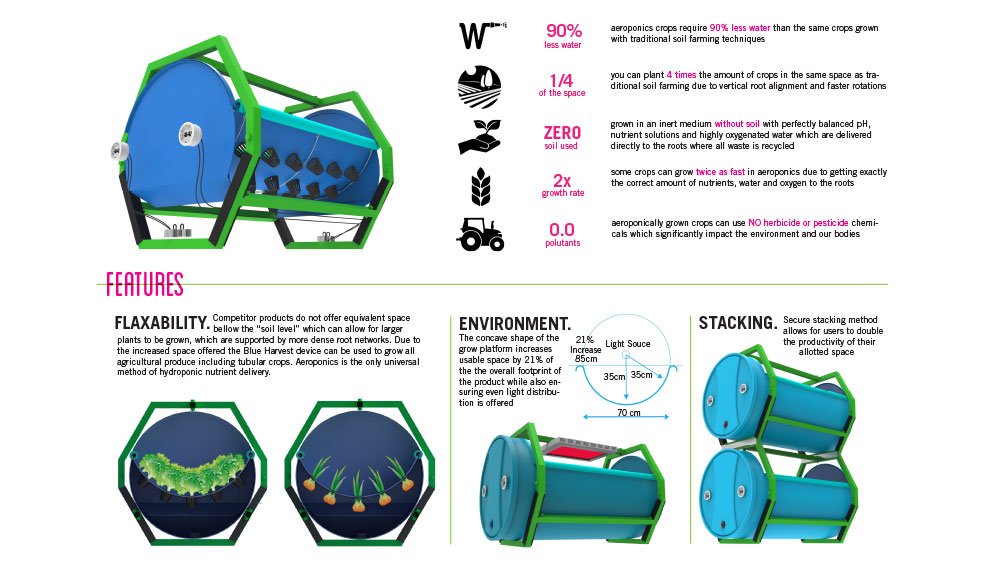 90%
less water
aeroponics crops require 90% less water than the same crops grown
with traditional soil farming techniques
1/4
of the space
you can plant 4 times the amount of crops in the same space as tra-
ditional soil farming due to vertical root alignment and faster rotations
ZERO
soil used
grown in an inert medium without soil with perfectly balanced pH,
nutrient solutions and highly oxygenated water which are delivered
directly to the roots where all waste is recycled
2x
growth rate
some crops can grow twice as fast in aeroponics due to getting exactly
the correct amount of nutrients, water and oxygen to the roots
0.0
polutants
aeroponically grown crops can use NO herbicide or pesticide chemi-
cals which significantly impact the environment and our bodies
FEATURES
FLAXABILITY. Competitor products do not offer equivalent space
bellow the “soil level” which can allow for larger
plants to be grown, which are supported by more dense root networks. Due to
the increased space offered the Blue Harvest device can be used to grow all
agricultural produce including tubular crops. Aeroponics is the only universal
method of hydroponic nutrient delivery.
ENVIRONMENT.
The concave shape of the
grow platform increases
usable space by 21% of
the the overall footprint of
the product while also en-
suring even light distribu-
tion is offered
21%
Increase
85cm
Light Souce
35cm
35cm
70 cm
STACKING. Secure stacking method
allows for users to double
the productivity of their
allotted space